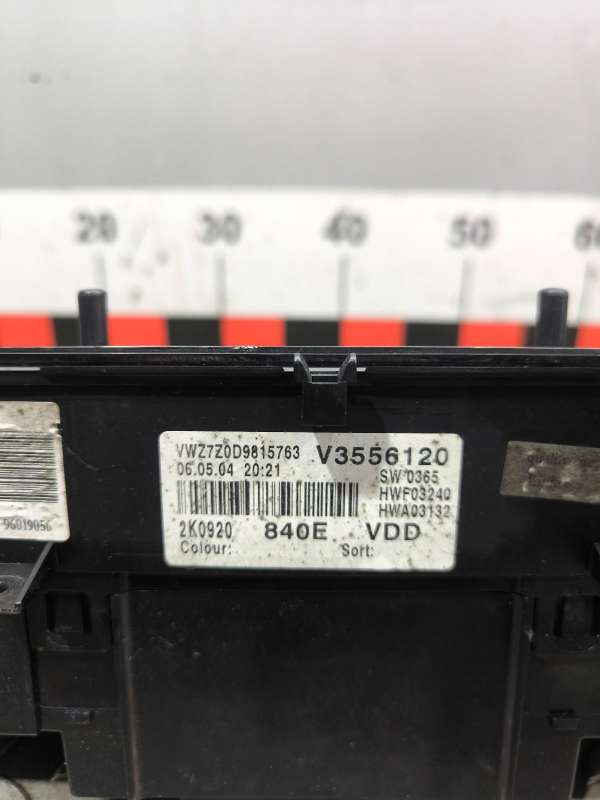 20 30 40 50 60
VWZ7Z0D9815763 V3556120
06.05.04 20:21
SW 0365
HWF03240
HWA03132
2K0920 840E VDD
Colour: Sort:
96019056